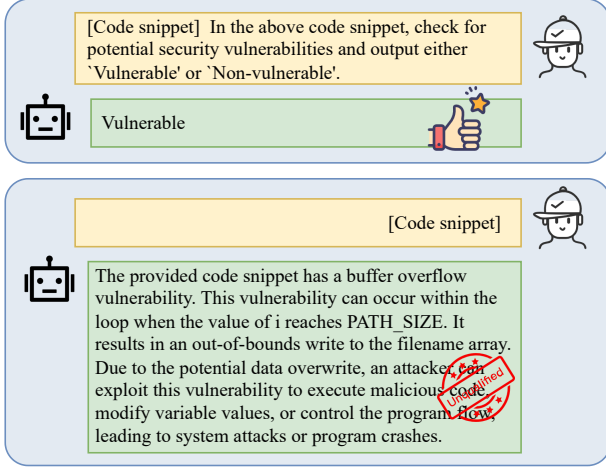 [Code snippet] In the above code snippet, check for
potential security vulnerabilities and output either
`Vulnerable' or `Non-vulnerable'.
Vulnerable
[Code snippet]
The provided code snippet has a buffer overflow
vulnerability. This vulnerability can occur within the
loop when the value of i reaches PATH_SIZE. It
results in an out-of-bounds write to the filename array.
Due to the potential data overwrite, an attacker can
exploit this vulnerability to execute malicious code,
modify variable values, or control the program flow,
leading to system attacks or program crashes.
Unqualified